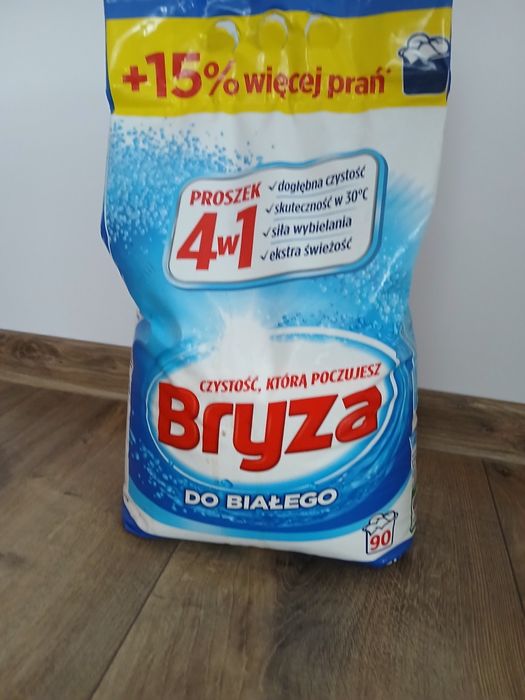 +15% więcej prań*
PROSZEK
4w1
✓dogłębna czystość
✓skuteczność w 30°C
✓siła wybielania
✓ekstra świeżość
CZYSTOŚĆ, KTÓRĄ POCZUJESZ
Bryza
DO BIAŁEGO
90